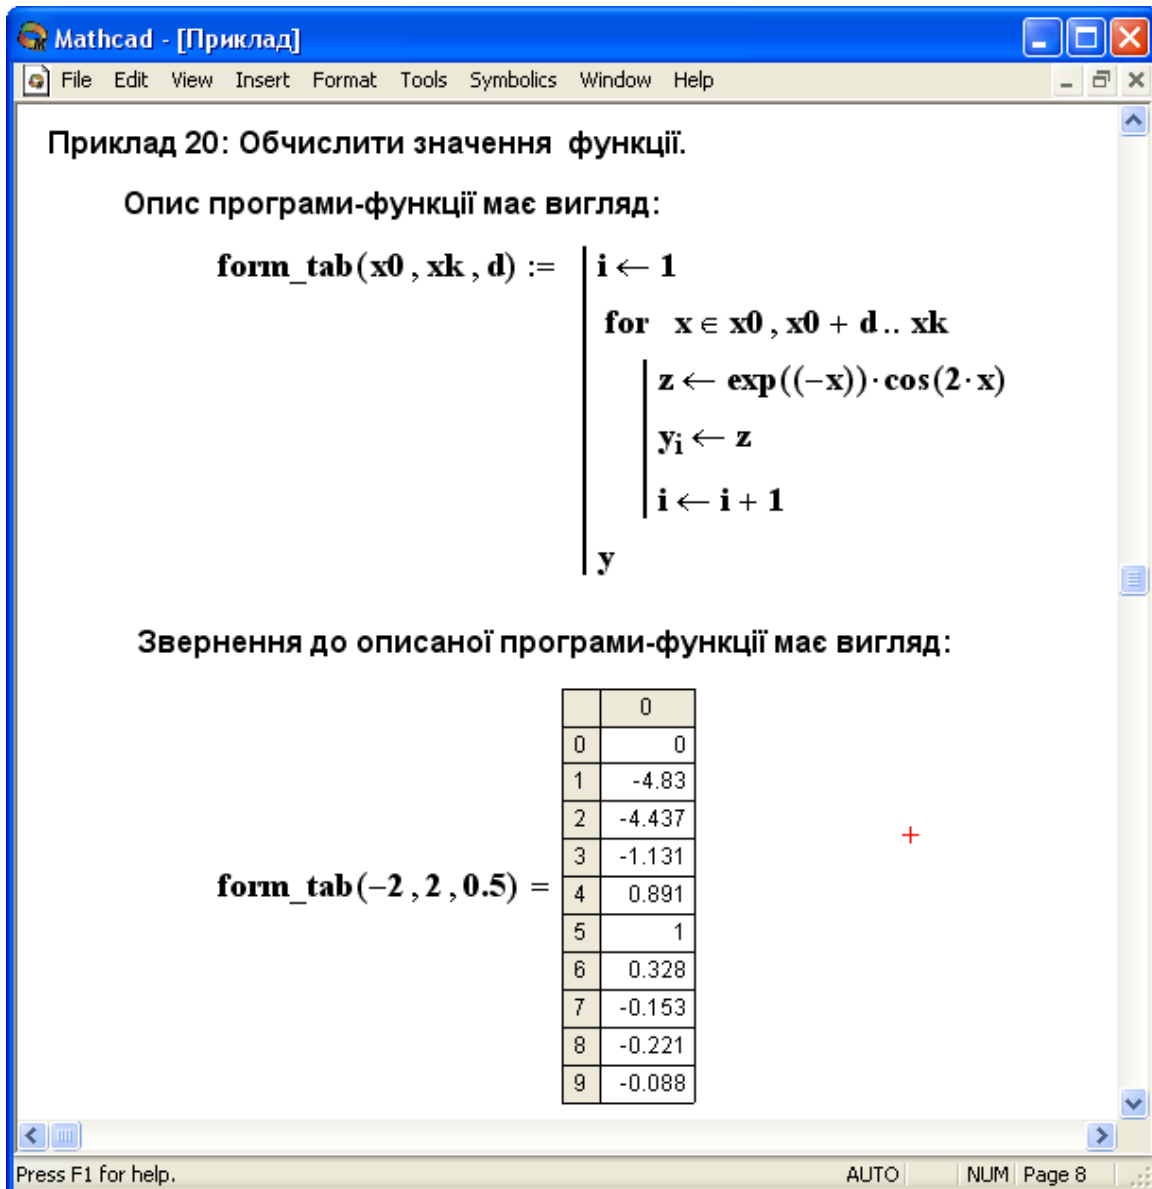 Mathcad - [Приклад]
File Edit View Insert Format Tools Symbolics Window Help
Приклад 20: Обчислити значення функції.
Опис програми-функції має вигляд:
form_tab(x0 , xk , d) := i ← 1
for x ∈ x0 , x0 + d .. xk
z ← exp((−x))·cos(2·x)
yi ← z
i ← i + 1
y
Звернення до описаної програми-функції має вигляд:
form_tab(−2 , 2 , 0.5) =
0
0 0
1 -4.83
2 -4.437
3 -1.131
4 0.891
5 1
6 0.328
7 -0.153
8 -0.221
9 -0.088
Press F1 for help. AUTO NUM Page 8